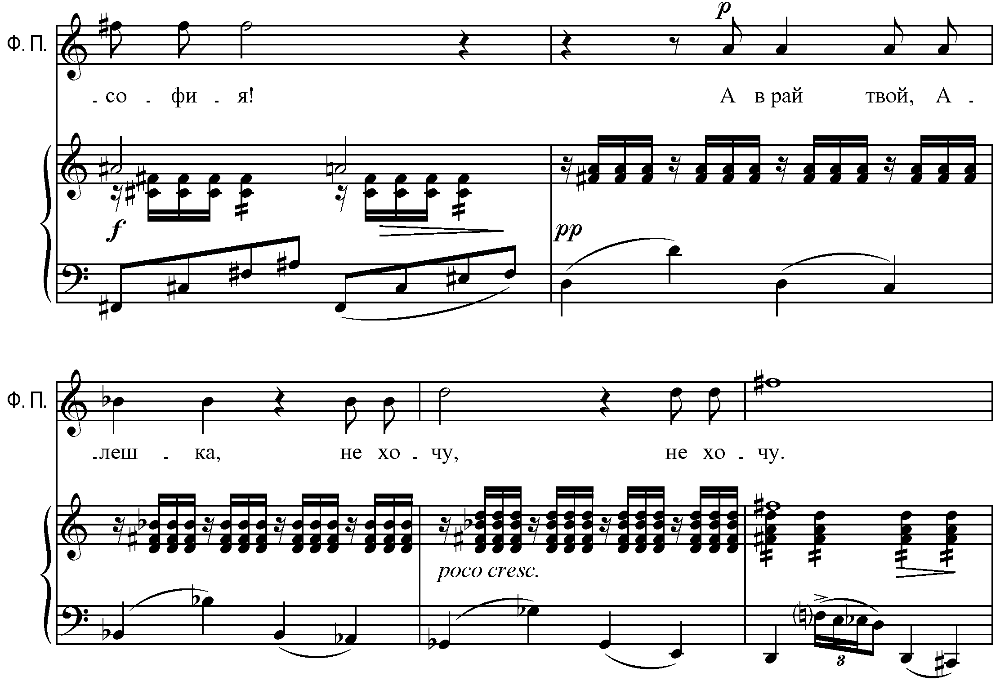 p
Ф. П.
- со - фи - я! А в рай твой, А -
f pp
Ф. П.
- леш - ка, не хо - чу, не хо - чу.
poco cresc.
3